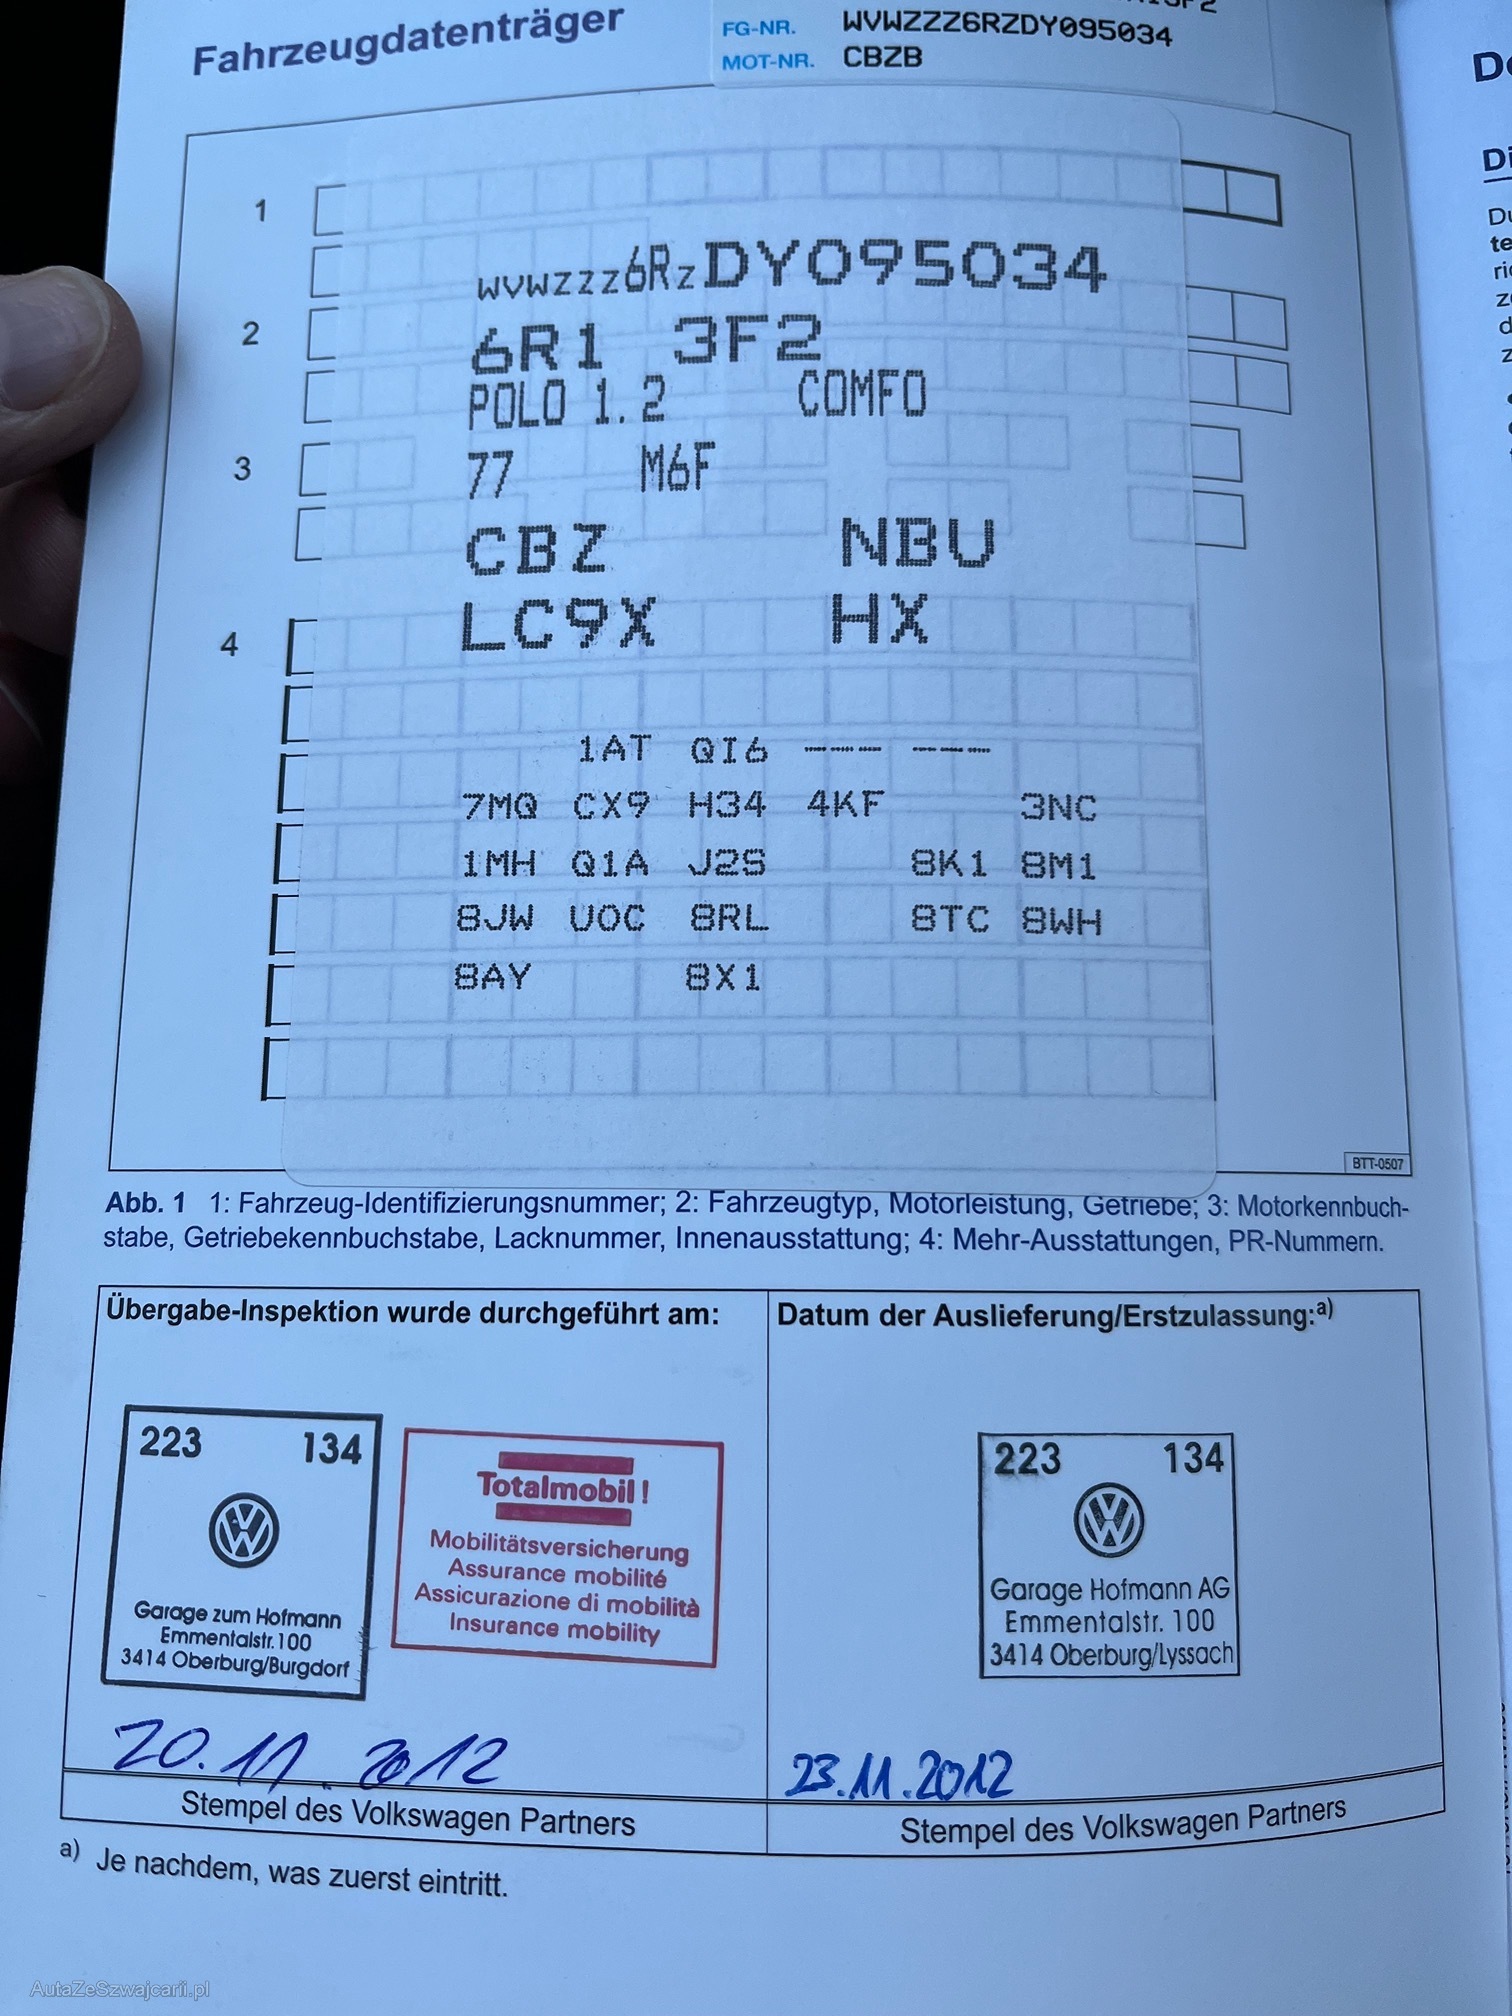 Fahrzeugdatenträger
FG-NR. WVWZZZ6RZDY095034
MOT-NR. CBZB
1
WVWZZZ6RZDY095034
2
6R1 3F2
POLO 1.2 COMFO
3
77 M6F
CBZ NBU
4
LC9X HX
1AT QI6 --- ---
7MQ CX9 H34 4KF 3NC
1MH Q1A J2S 8K1 8M1
8JW U0C 8RL 8TC 8WH
8AY 8X1
BTT-0507
Abb. 1 1: Fahrzeug-Identifizierungsnummer; 2: Fahrzeugtyp, Motorleistung, Getriebe; 3: Motorkennbuch-
stabe, Getriebekennbuchstabe, Lacknummer, Innenausstattung; 4: Mehr-Ausstattungen, PR-Nummern.
Übergabe-Inspektion wurde durchgeführt am:
223 134
Garage zum Hofmann
Emmentalstr. 100
3414 Oberburg/Burgdorf
Totalmobil !
Mobilitätsversicherung
Assurance mobilité
Assicurazione di mobilità
Insurance mobility
20.11.2012
Stempel des Volkswagen Partners
Datum der Auslieferung/Erstzulassung:a)
223 134
Garage Hofmann AG
Emmentalstr. 100
3414 Oberburg/Lyssach
23.11.2012
Stempel des Volkswagen Partners
a) Je nachdem, was zuerst eintritt.
AutaZeSzwajcarii.pl